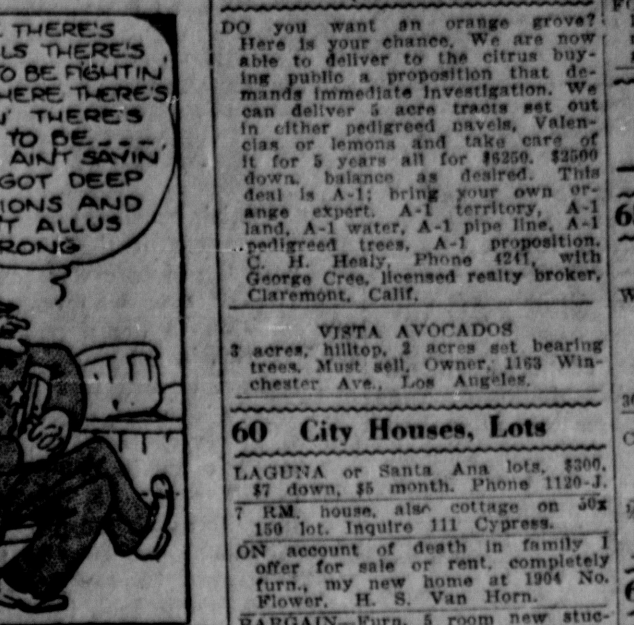 THERE'S
LS THERE'S
O BE FIGHTIN'
HERE THERE'S
N' THERE'S
TO BE----
AIN'T SAYIN'
GOT DEEP
IONS AND
T ALLUS
RONG
DO you want an orange grove?
Here is your chance. We are now
able to deliver to the citrus buy-
ing public a proposition that de-
mands immediate investigation. We
can deliver 5 acre tracts set out
in either pedigreed navels, Valen-
cias or lemons and take care of
it for 5 years all for $6250. $2500
down, balance as desired. This
deal is A-1; bring your own or-
ange expert. A-1 territory, A-1
land, A-1 water, A-1 pipe line, A-1
pedigreed trees, A-1 proposition.
C. H. Healy, Phone 4241, with
George Cree, licensed realty broker,
Claremont, Calif.
VISTA AVOCADOS
3 acres, hilltop, 2 acres set bearing
trees. Must sell, Owner, 1163 Win-
chester Ave., Los Angeles.
60 City Houses, Lots
LAGUNA or Santa Ana lots, $300,
$7 down, $5 month. Phone 1120-J.
7 RM. house, also cottage on 50x
150 lot. Inquire 111 Cypress.
ON account of death in family I
offer for sale or rent, completely
furn., my new home at 1904 No.
Flower. H. S. Van Horn.
BARGAIN—Furn. 5 room new stuc-